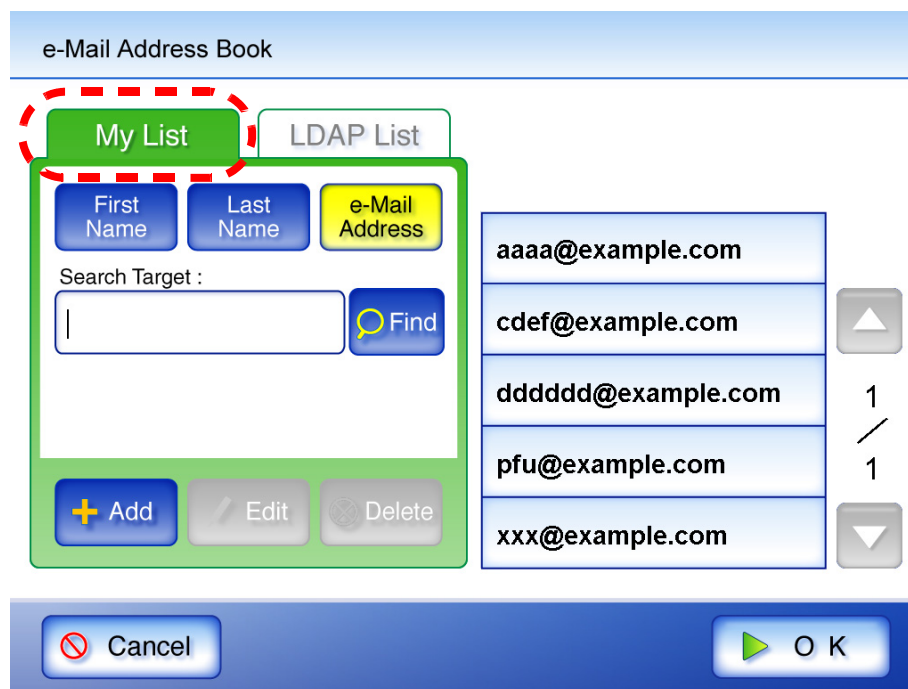 e-Mail Address Book
My List
LDAP List
First
Name
Last
Name
e-Mail
Address
Search Target :
Find
Add
Edit
Delete
aaaa@example.com
cdef@example.com
dddddd@example.com
pfu@example.com
xxx@example.com
1
/
1
Cancel
O K